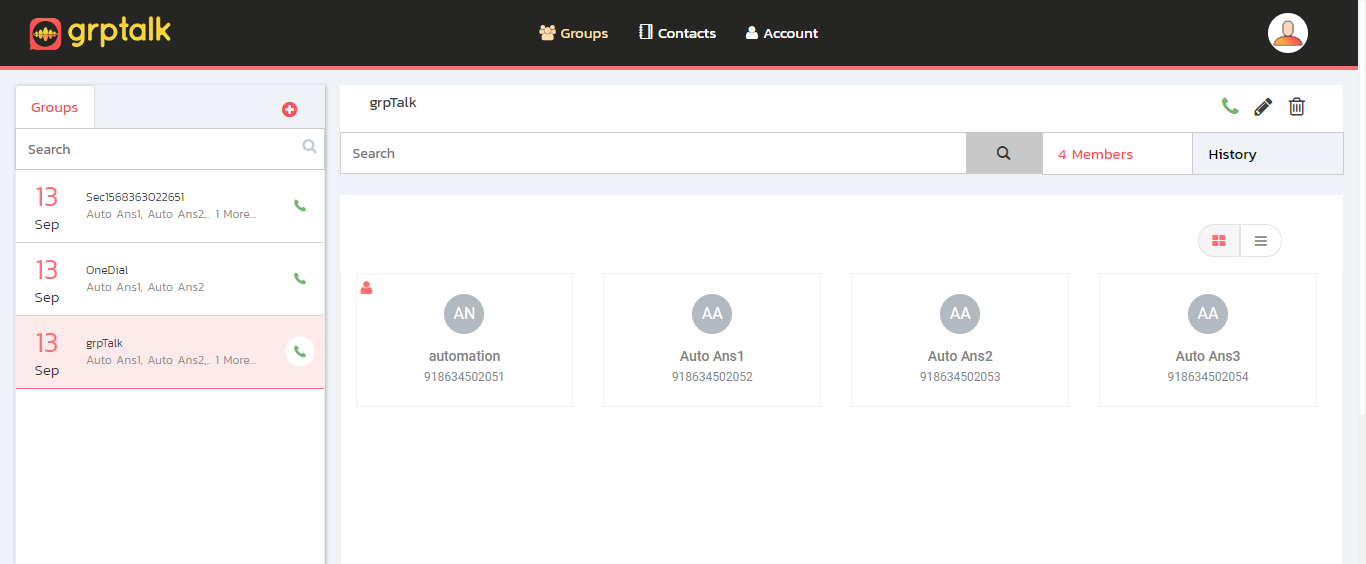 grptalk
Groups Contacts Account
Groups
Search
13 Sep
Sec1568363022651
Auto Ans1, Auto Ans2,.. 1 More...
13 Sep
OneDial
Auto Ans1, Auto Ans2
13 Sep
grpTalk
Auto Ans1, Auto Ans2,.. 1 More...
grpTalk
Search
4 Members
History
AN
automation
918634502051
AA
Auto Ans1
918634502052
AA
Auto Ans2
918634502053
AA
Auto Ans3
918634502054